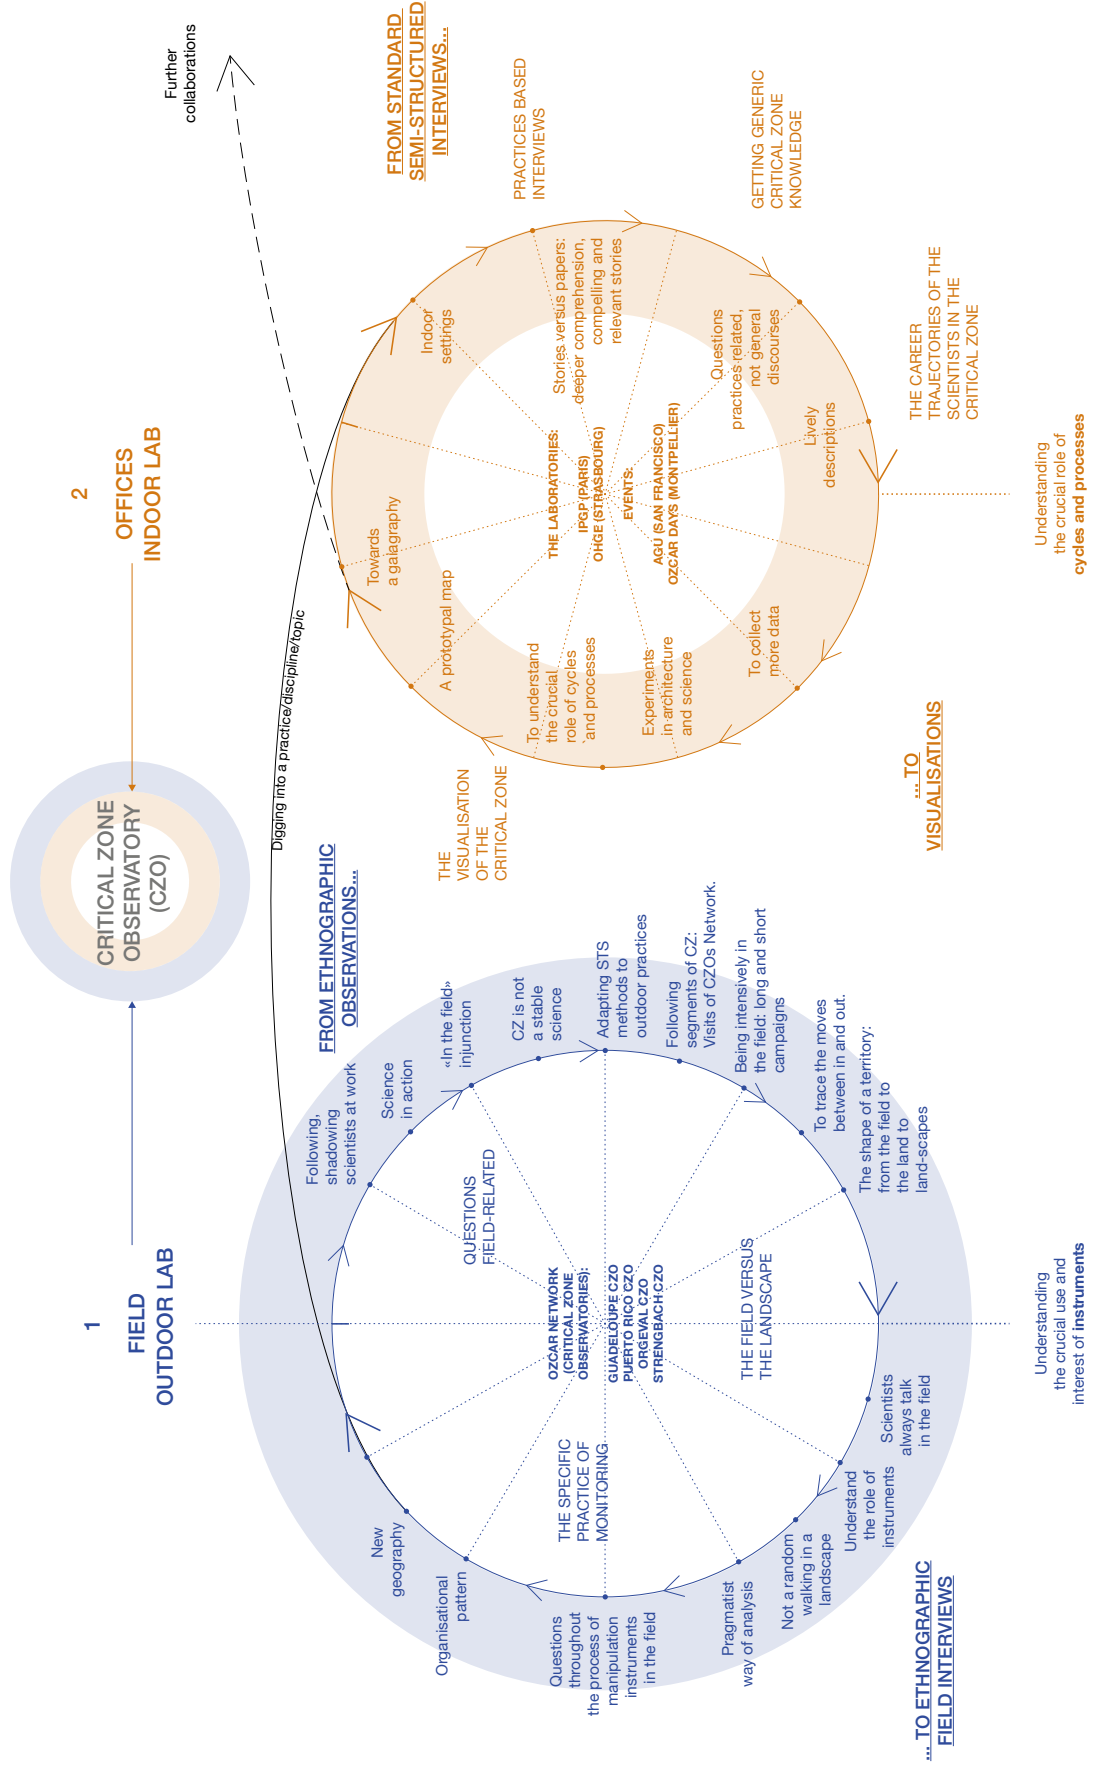 1
FIELD
OUTDOOR LAB
CRITICAL ZONE
OBSERVATORY
(CZO)
2
OFFICES
INDOOR LAB
Further
collaborations
Digging into a practice/discipline/topic
FROM ETHNOGRAPHIC
OBSERVATIONS...
Following,
shadowing
scientists at work
Science
in action
«In the field»
injunction
CZ is not
a stable
science
Adapting STS
methods to
outdoor practices
Following
segments of CZ:
Visits of CZOs Network.
Being intensively in
the field: long and short
campaigns
To trace the moves
between in and out.
The shape of a territory:
from the field to
the land to
land-scapes
QUESTIONS
FIELD-RELATED
OZCAR NETWORK
(CRITICAL ZONE
OBSERVATORIES):
GUADELOUPE CZO
PUERTO RICO CZO
ORGEVAL CZO
STRENGBACH CZO
THE FIELD VERSUS
THE LANDSCAPE
THE SPECIFIC
PRACTICE OF
MONITORING
Scientists
always talk
in the field
Understand
the role of
instruments
Not a random
walking in a
landscape
Pragmatist
way of analysis
Questions
throughout
the process of
manipulation
instruments
in the field
Organisational
pattern
New
geography
... TO ETHNOGRAPHIC
FIELD INTERVIEWS
Understanding
the crucial use and
interest of instruments
FROM STANDARD
SEMI-STRUCTURED
INTERVIEWS...
PRACTICES BASED
INTERVIEWS
GETTING GENERIC
CRITICAL ZONE
KNOWLEDGE
THE CAREER
TRAJECTORIES OF THE
SCIENTISTS IN THE
CRITICAL ZONE
Indoor
settings
Stories versus papers:
deeper comprehension,
compelling and
relevant stories
Questions
practices-related,
not general
discourses
Lively
descriptions
THE LABORATORIES:
IPGP (PARIS)
OHGE (STRASBOURG)
EVENTS:
AGU (SAN FRANCISCO)
OZCAR DAYS (MONTPELLIER)
To collect
more data
Experiments
in architecture
and science
To understand
the crucial
role of cycles
and processes
A prototypal map
Towards
a gaiagraphy
THE
VISUALISATION
OF THE
CRITICAL ZONE
... TO
VISUALISATIONS
Understanding
the crucial role of
cycles and processes